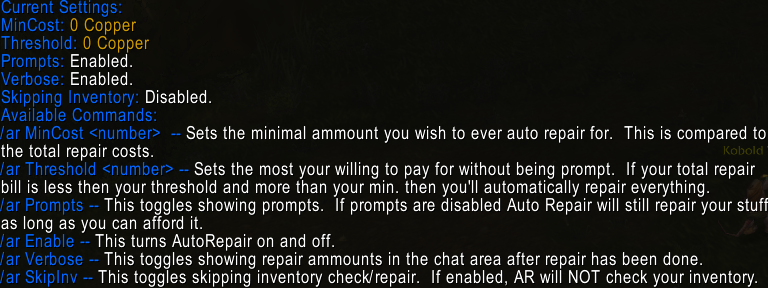 Current Settings:
MinCost: 0 Copper
Threshold: 0 Copper
Prompts: Enabled.
Verbose: Enabled.
Skipping Inventory: Disabled.
Available Commands:
/ar MinCost <number> -- Sets the minimal ammount you wish to ever auto repair for. This is compared to
the total repair costs.
Kobold
/ar Threshold <number> -- Sets the most your willing to pay for without being prompt. If your total repair
bill is less then your threshold and more than your min. then you'll automatically repair everything.
/ar Prompts -- This toggles showing prompts. If prompts are disabled Auto Repair will still repair your stuff
as long as you can afford it.
/ar Enable -- This turns AutoRepair on and off.
/ar Verbose -- This toggles showing repair ammounts in the chat area after repair has been done.
/ar SkipInv -- This toggles skipping inventory check/repair. If enabled, AR will NOT check your inventory.